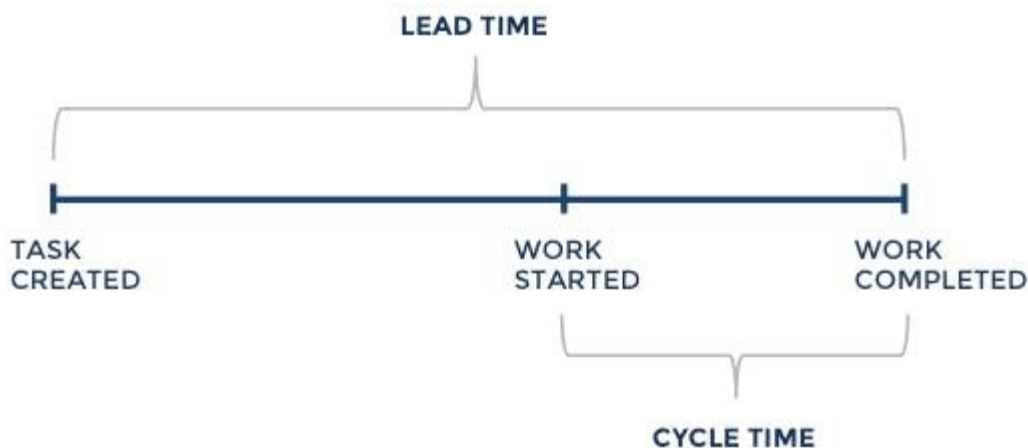 LEAD TIME
TASK
CREATED
WORK
STARTED
WORK
COMPLETED
CYCLE TIME